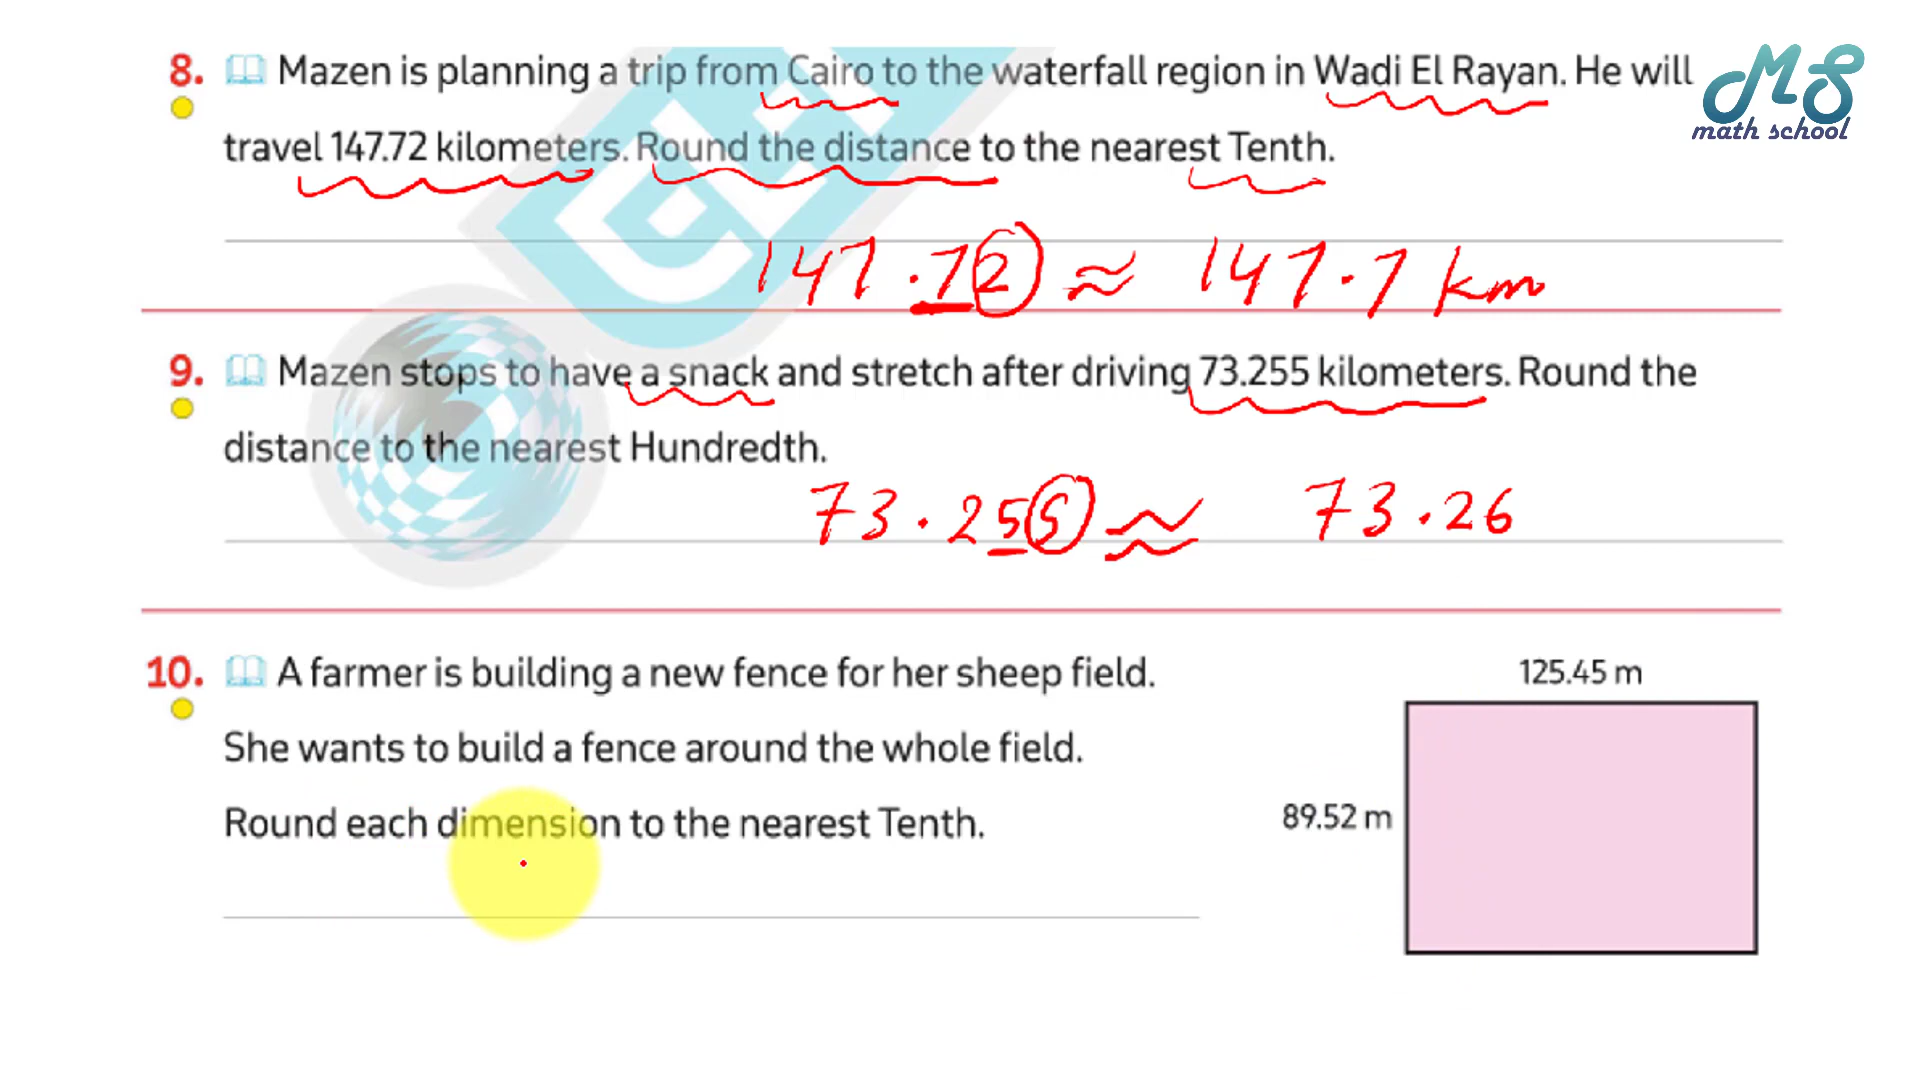 8. Mazen is planning a trip from Cairo to the waterfall region in Wadi El Rayan. He will
travel 147.72 kilometers. Round the distance to the nearest Tenth.
147.72 ≈ 147.7 km
9. Mazen stops to have a snack and stretch after driving 73.255 kilometers. Round the
distance to the nearest Hundredth.
73.255 ≈ 73.26
10. A farmer is building a new fence for her sheep field.
She wants to build a fence around the whole field.
Round each dimension to the nearest Tenth.
125.45 m
89.52 m
MS
math school